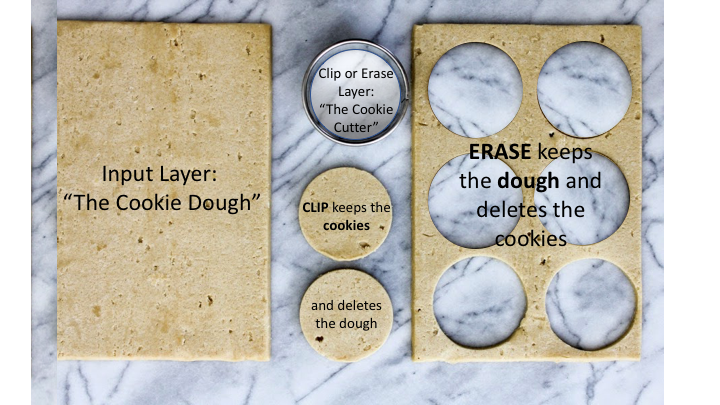 Input Layer:
“The Cookie Dough”
Clip or Erase
Layer:
“The Cookie
Cutter”
CLIP keeps the
cookies
and deletes
the dough
ERASE keeps
the dough and
deletes the
cookies